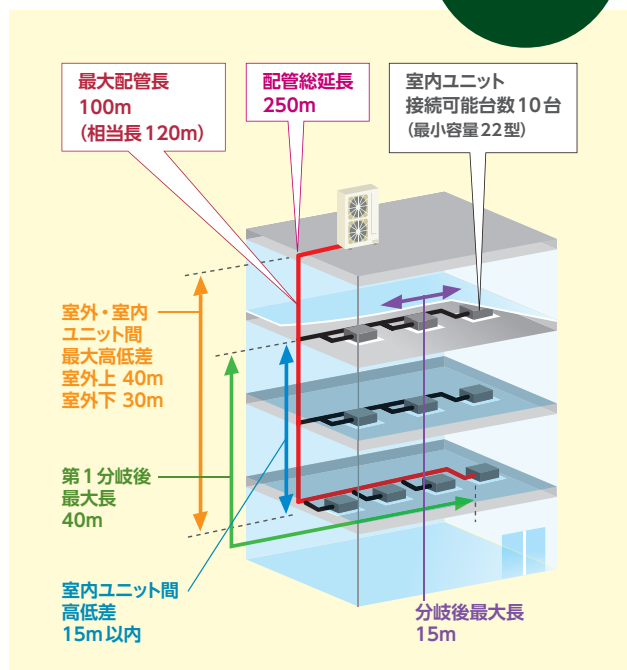 最大配管長
100m
（相当長120m）
配管総延長
250m
室内ユニット
接続可能台数10台
（最小容量22型）
室外・室内
ユニット間
最大高低差
室外上 40m
室外下 30m
第1分岐後
最大長
40m
室内ユニット間
高低差
15m以内
分岐後最大長
15m